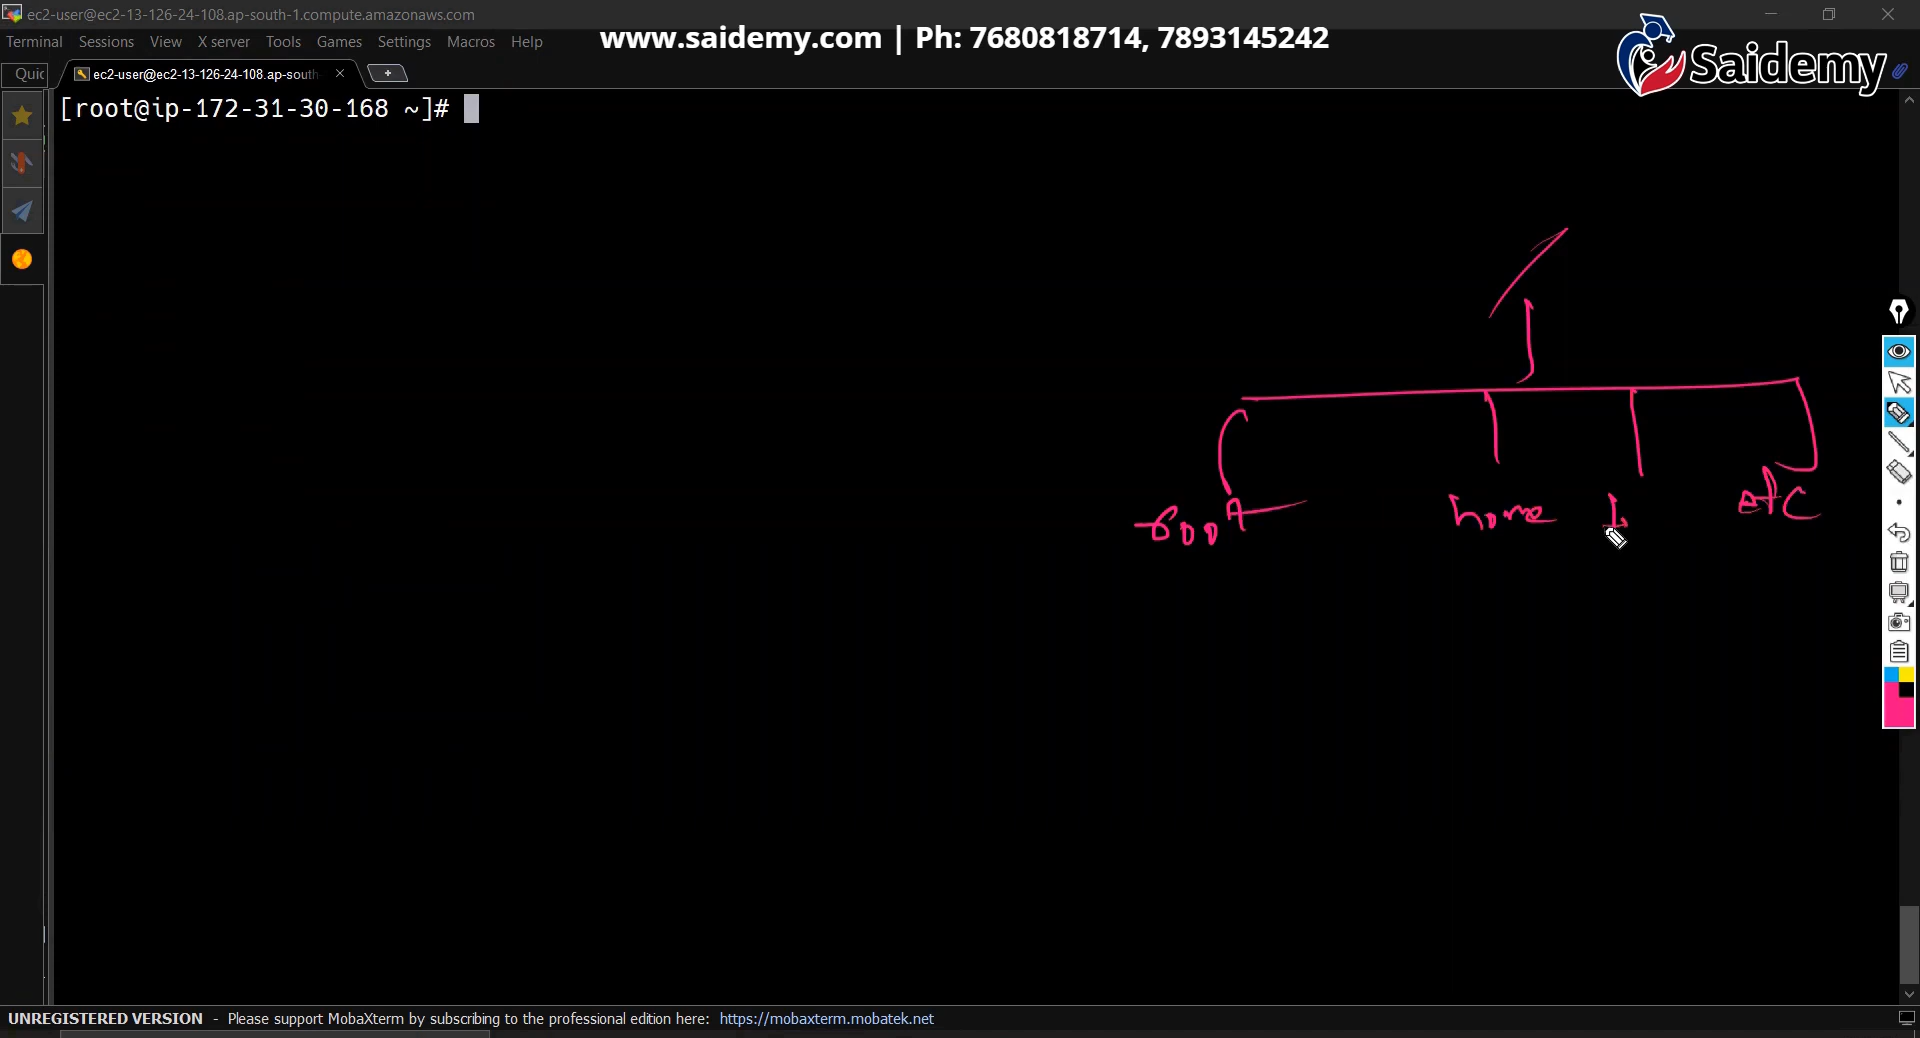 ec2-user@ec2-13-126-24-108.ap-south-1.compute.amazonaws.com
Terminal Sessions View X server Tools Games Settings Macros Help
www.saidemy.com | Ph: 7680818714, 7893145242
Saidemy
Quic
ec2-user@ec2-13-126-24-108.ap-south-
[root@ip-172-31-30-168 ~]#
/
root home etc
UNREGISTERED VERSION - Please support MobaXterm by subscribing to the professional edition here: https://mobaxterm.mobatek.net